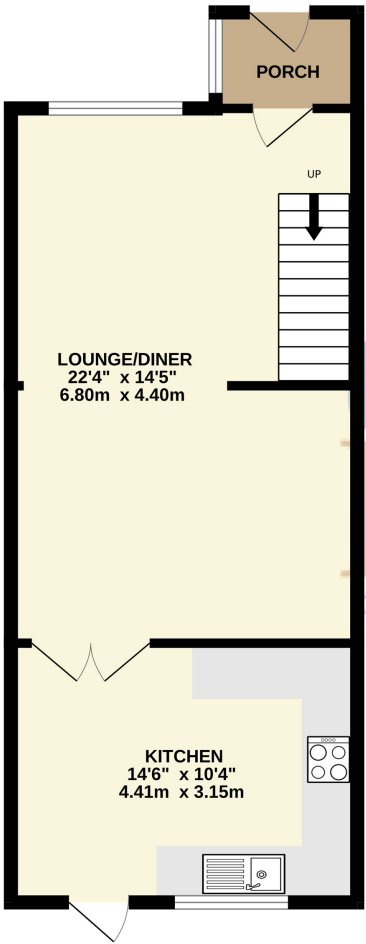 PORCH
UP
LOUNGE/DINER
22'4" x 14'5"
6.80m x 4.40m
KITCHEN
14'6" x 10'4"
4.41m x 3.15m